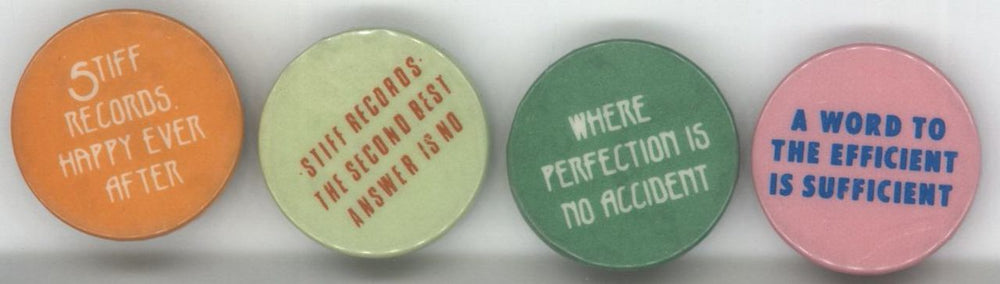 STIFF
RECORDS.
HAPPY EVER
AFTER
STIFF RECORDS.
THE SECOND BEST
ANSWER IS NO
WHERE
PERFECTION IS
NO ACCIDENT
A WORD TO
THE EFFICIENT
IS SUFFICIENT